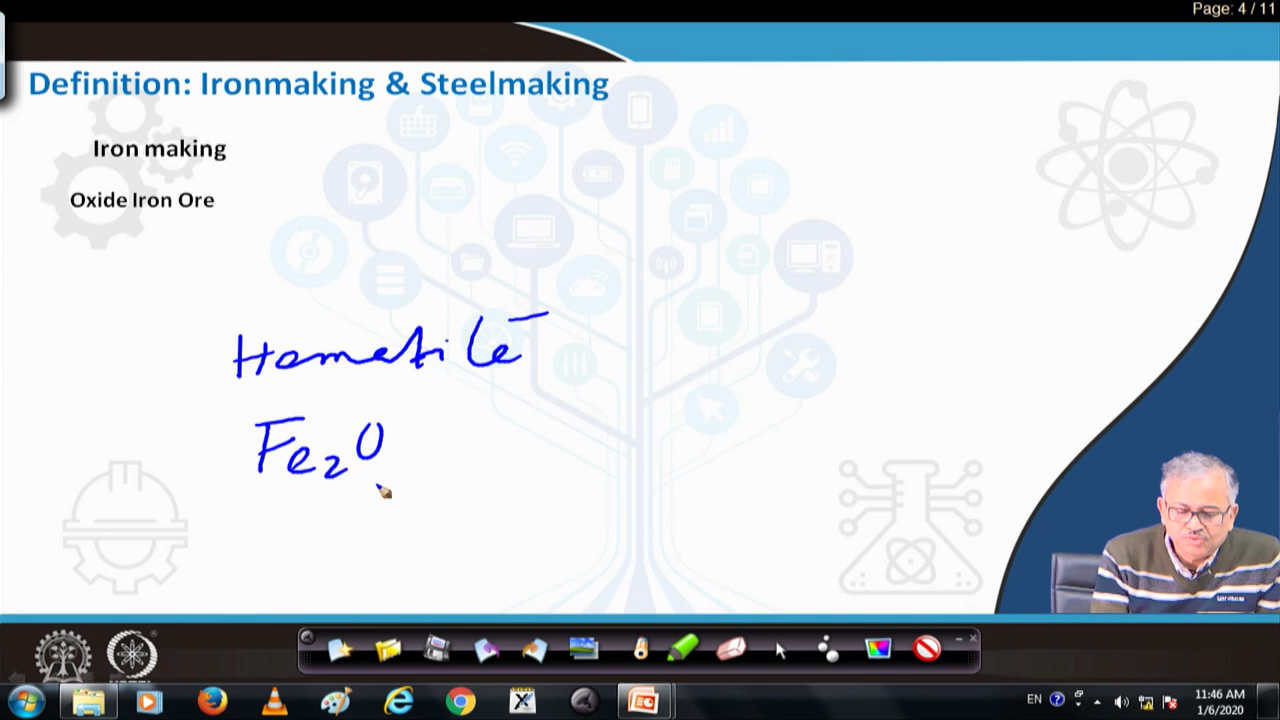 Page: 4 / 11
Definition: Ironmaking & Steelmaking
Iron making
Oxide Iron Ore
Hematite
Fe₂O
EN
11:46 AM
1/6/2020